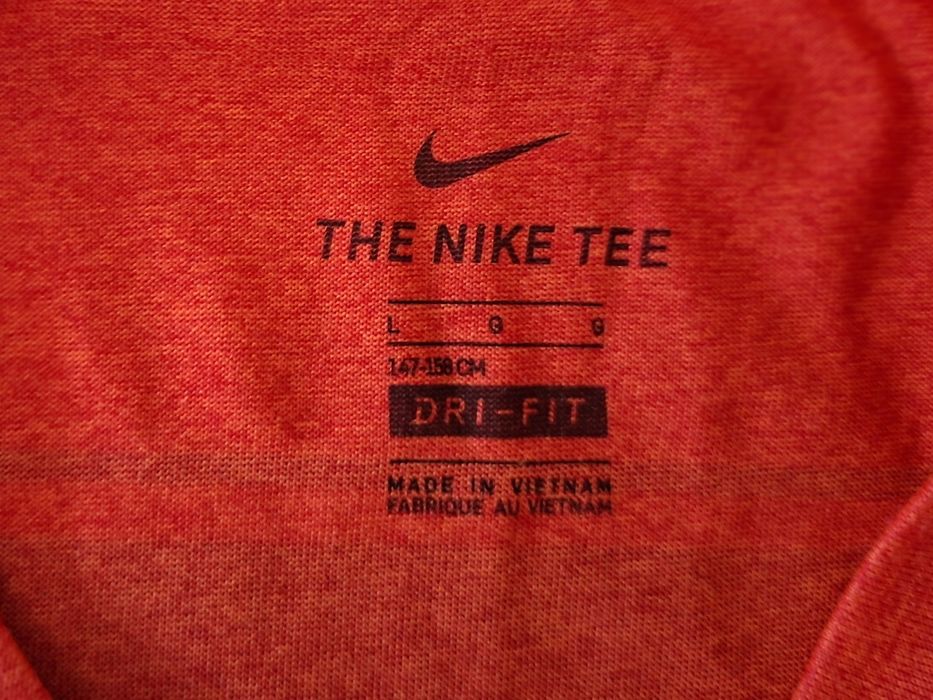 THE NIKE TEE
L G G
147-158 CM
DRI-FIT
MADE IN VIETNAM
FABRIQUE AU VIETNAM